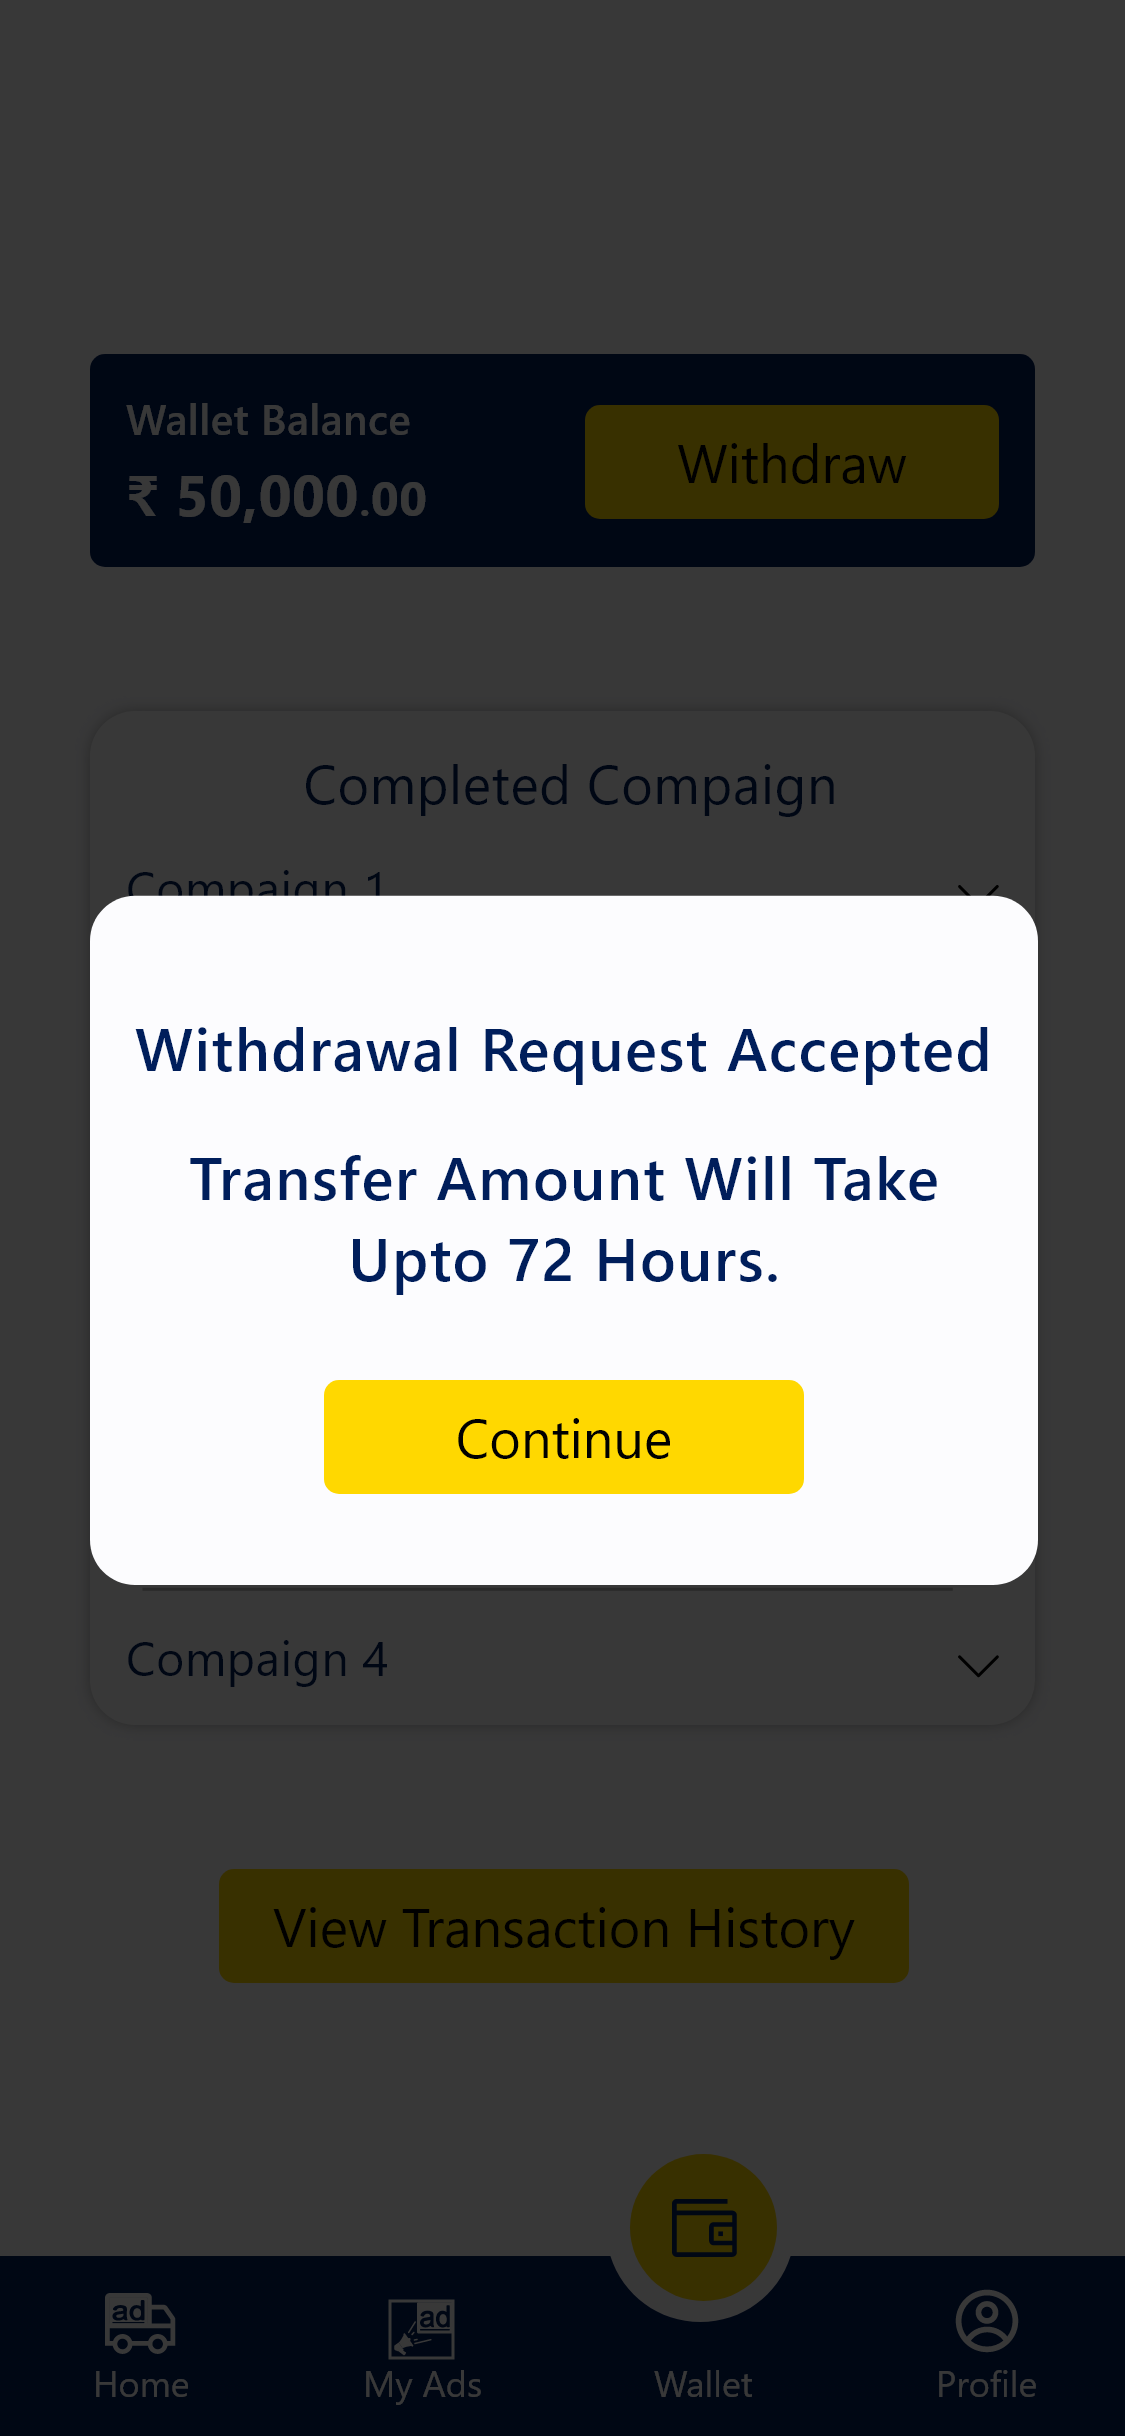 Wallet Balance
₹ 50,000.00
Withdraw
Completed Compaign
Compaign 1
Withdrawal Request Accepted
Transfer Amount Will Take
Upto 72 Hours.
Continue
Compaign 4
View Transaction History
ad
Home
ad
My Ads
Wallet
Profile